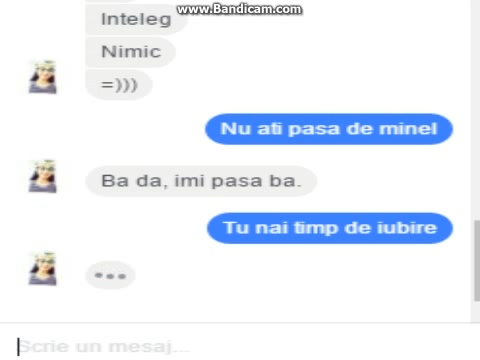 www.Bandicam.com
Inteleg
Nimic
=)))
Nu ati pasa de mine!
Ba da, imi pasa ba.
Tu nai timp de iubire
Scrie un mesaj...